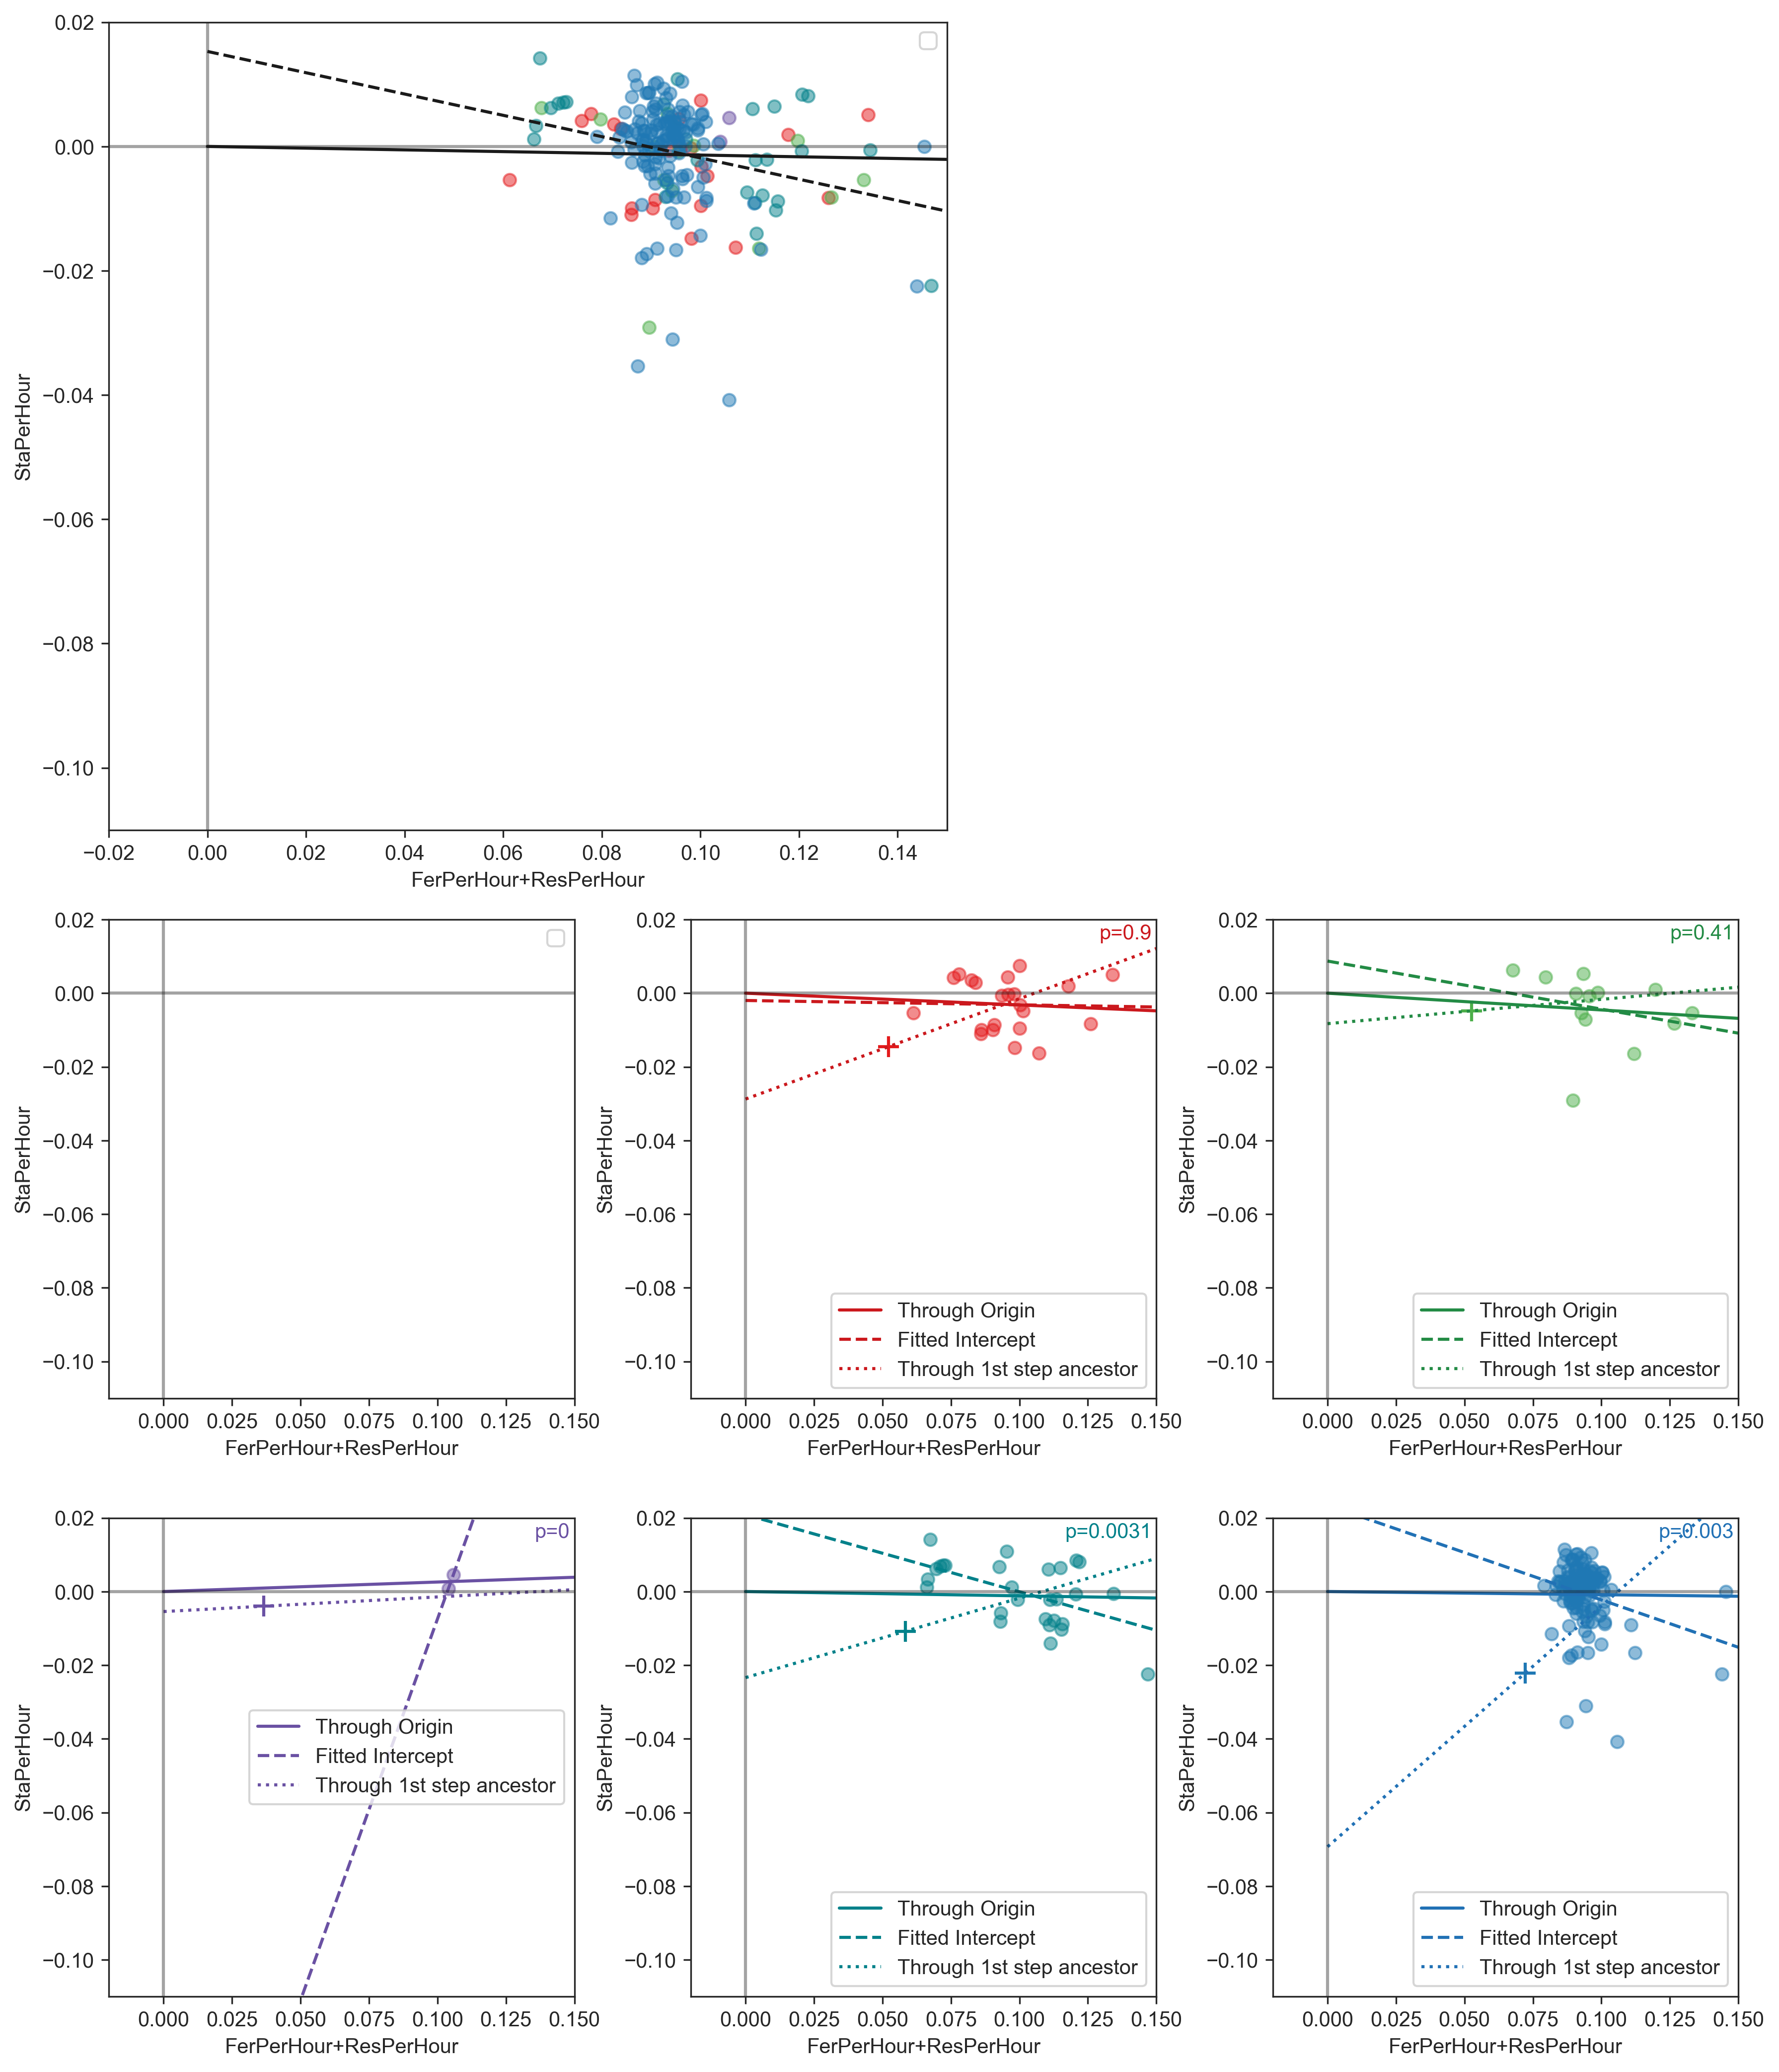 0.02
0.00
−0.02
−0.04
−0.06
−0.08
−0.10
StaPerHour
−0.02 0.00 0.02 0.04 0.06 0.08 0.10 0.12 0.14
FerPerHour+ResPerHour
0.02
0.00
−0.02
−0.04
−0.06
−0.08
−0.10
StaPerHour
0.000 0.025 0.050 0.075 0.100 0.125 0.150
FerPerHour+ResPerHour
p=0.9
0.02
0.00
−0.02
−0.04
−0.06
−0.08
−0.10
StaPerHour
Through Origin
Fitted Intercept
Through 1st step ancestor
0.000 0.025 0.050 0.075 0.100 0.125 0.150
FerPerHour+ResPerHour
p=0.41
0.02
0.00
−0.02
−0.04
−0.06
−0.08
−0.10
StaPerHour
Through Origin
Fitted Intercept
Through 1st step ancestor
0.000 0.025 0.050 0.075 0.100 0.125 0.150
FerPerHour+ResPerHour
p=0
0.02
0.00
−0.02
−0.04
−0.06
−0.08
−0.10
StaPerHour
Through Origin
Fitted Intercept
Through 1st step ancestor
0.000 0.025 0.050 0.075 0.100 0.125 0.150
FerPerHour+ResPerHour
p=0.0031
0.02
0.00
−0.02
−0.04
−0.06
−0.08
−0.10
StaPerHour
Through Origin
Fitted Intercept
Through 1st step ancestor
0.000 0.025 0.050 0.075 0.100 0.125 0.150
FerPerHour+ResPerHour
p=0.003
0.02
0.00
−0.02
−0.04
−0.06
−0.08
−0.10
StaPerHour
Through Origin
Fitted Intercept
Through 1st step ancestor
0.000 0.025 0.050 0.075 0.100 0.125 0.150
FerPerHour+ResPerHour